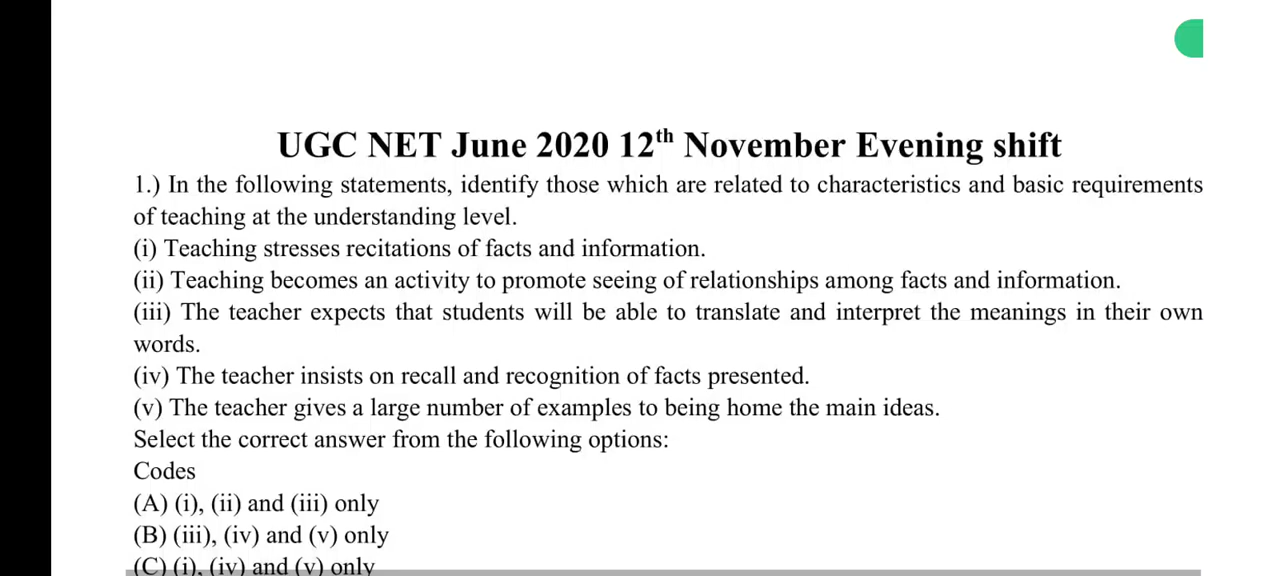 UGC NET June 2020 12th November Evening shift
1.) In the following statements, identify those which are related to characteristics and basic requirements
of teaching at the understanding level.
(i) Teaching stresses recitations of facts and information.
(ii) Teaching becomes an activity to promote seeing of relationships among facts and information.
(iii) The teacher expects that students will be able to translate and interpret the meanings in their own
words.
(iv) The teacher insists on recall and recognition of facts presented.
(v) The teacher gives a large number of examples to being home the main ideas.
Select the correct answer from the following options:
Codes
(A) (i), (ii) and (iii) only
(B) (iii), (iv) and (v) only
(C) (i), (iv) and (v) only